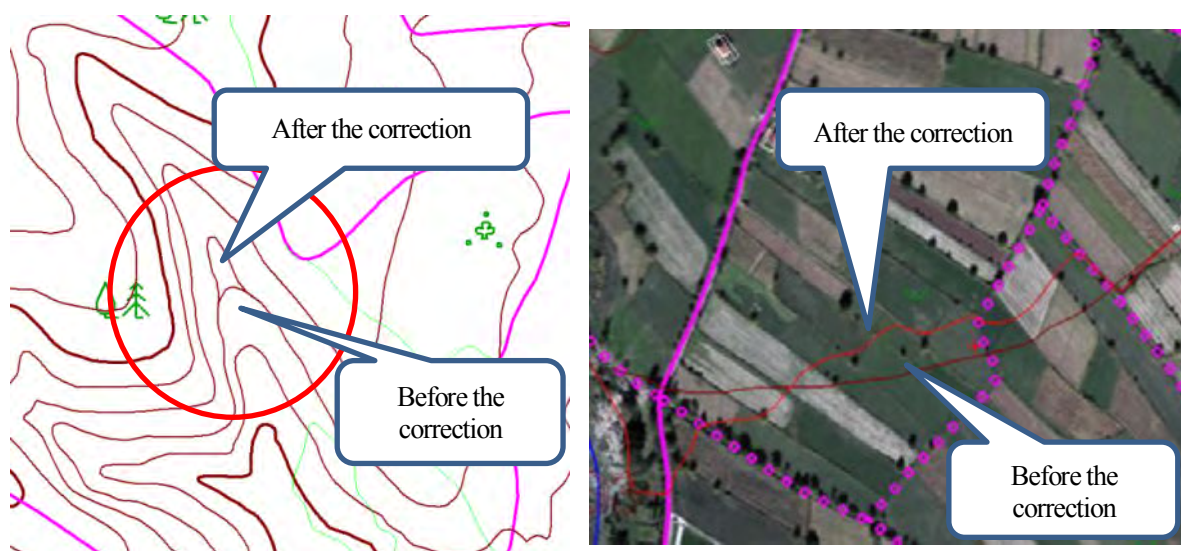 After the correction
Before the
correction
After the correction
Before the
correction